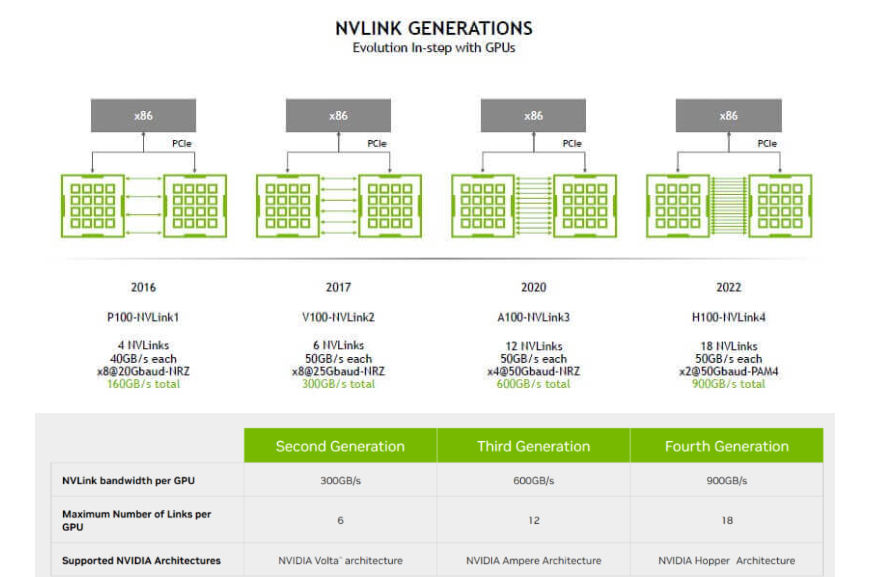 NVLINK GENERATIONS
Evolution In-step with GPUs
x86
x86
x86
x86
PCIe
PCIe
PCIe
PCIe
2016
2017
2020
2022
P100-NVLink1
V100-NVLink2
A100-NVLink3
H100-NVLink4
4 NVLinks
6 NVLinks
12 NVLinks
18 NVLinks
40GB/s each
50GB/s each
50GB/s each
50GB/s each
x8@20Gbaud-NRZ
x8@25Gbaud-NRZ
x4@50Gbaud-NRZ
x2@50Gbaud-PAM4
160GB/s total
300GB/s total
600GB/s total
900GB/s total
Second Generation
Third Generation
Fourth Generation
NVLink bandwidth per GPU
300GB/s
600GB/s
900GB/s
Maximum Number of Links per
GPU
6
12
18
Supported NVIDIA Architectures
NVIDIA Volta™ architecture
NVIDIA Ampere Architecture
NVIDIA Hopper Architecture